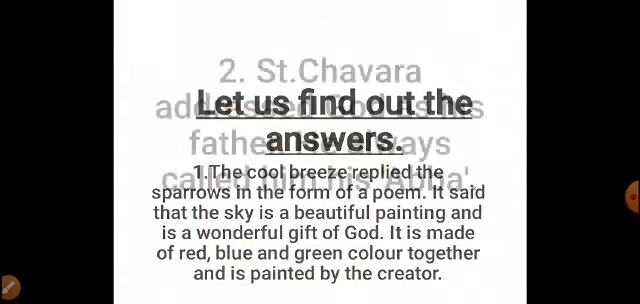 2. St.Chavara
Let us find out the
answers.
1.The cool breeze replied the
sparrows in the form of a poem. It said
that the sky is a beautiful painting and
is a wonderful gift of God. It is made
of red, blue and green colour together
and is painted by the creator.